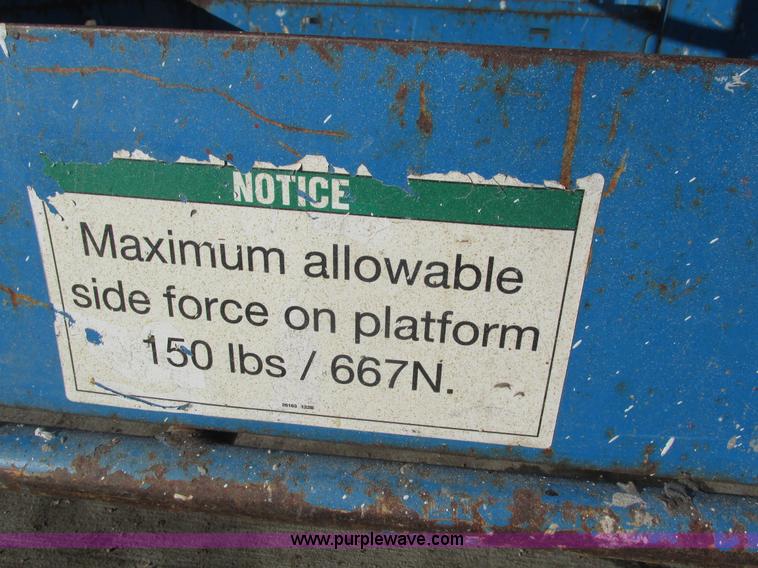 NOTICE
Maximum allowable
side force on platform
150 lbs / 667N.
www.purplewave.com